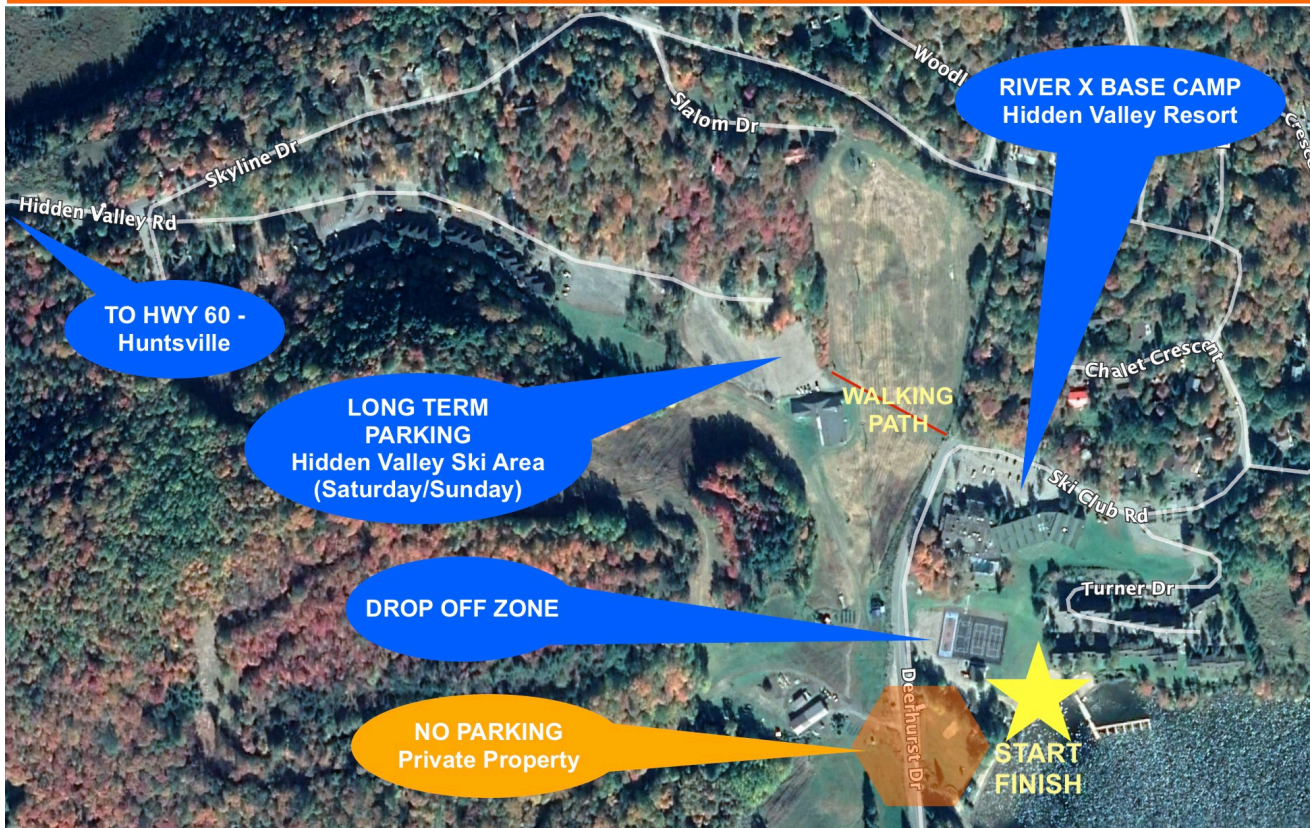 Woodl
RIVER X BASE CAMP
Hidden Valley Resort
Slalom Dr
Skyline Dr
Hidden Valley Rd
TO HWY 60 -
Huntsville
Chalet Crescent
LONG TERM
PARKING
Hidden Valley Ski Area
(Saturday/Sunday)
WALKING
PATH
Ski Club Rd
Turner Dr
DROP OFF ZONE
Deerhurst Dr
NO PARKING
Private Property
START
FINISH